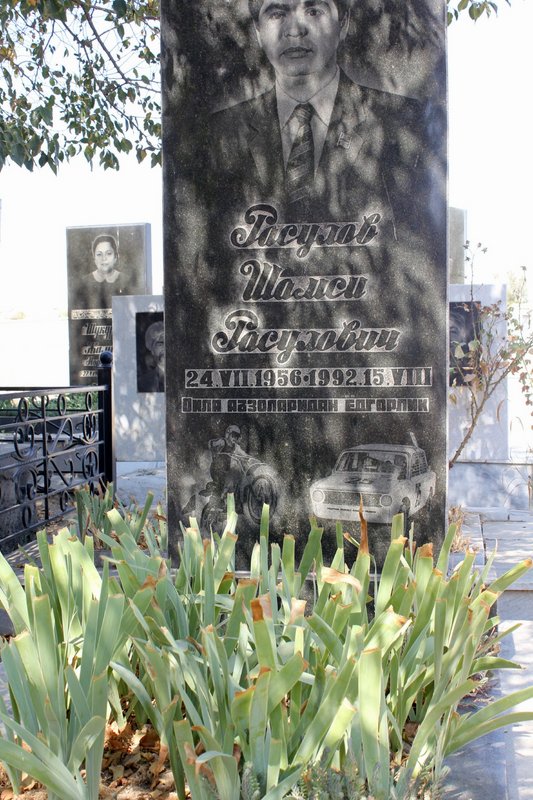 Расулов
Шамси
Расулович
24.VII.1956·1992.15.VIII
Оила аъзоларидан ёдгорлик